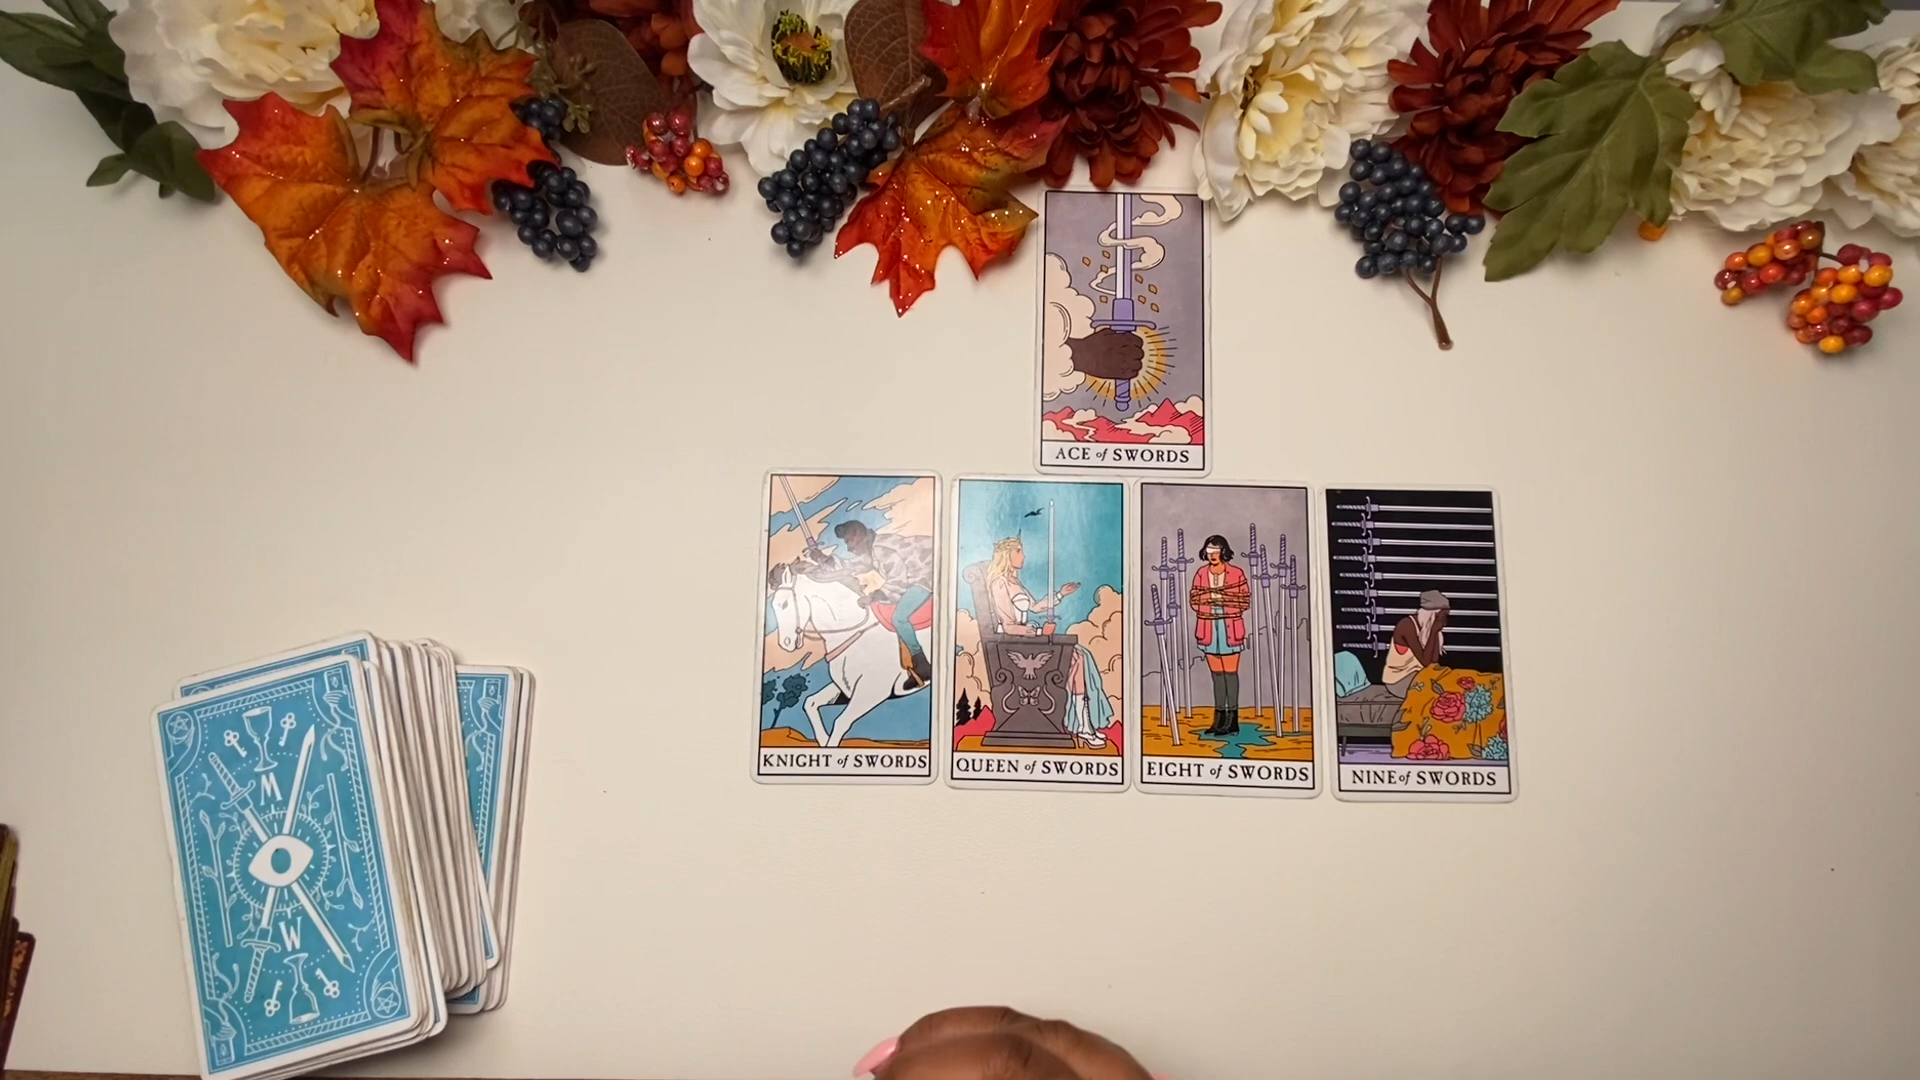 ACE of SWORDS
KNIGHT of SWORDS
QUEEN of SWORDS
EIGHT of SWORDS
NINE of SWORDS
M
W